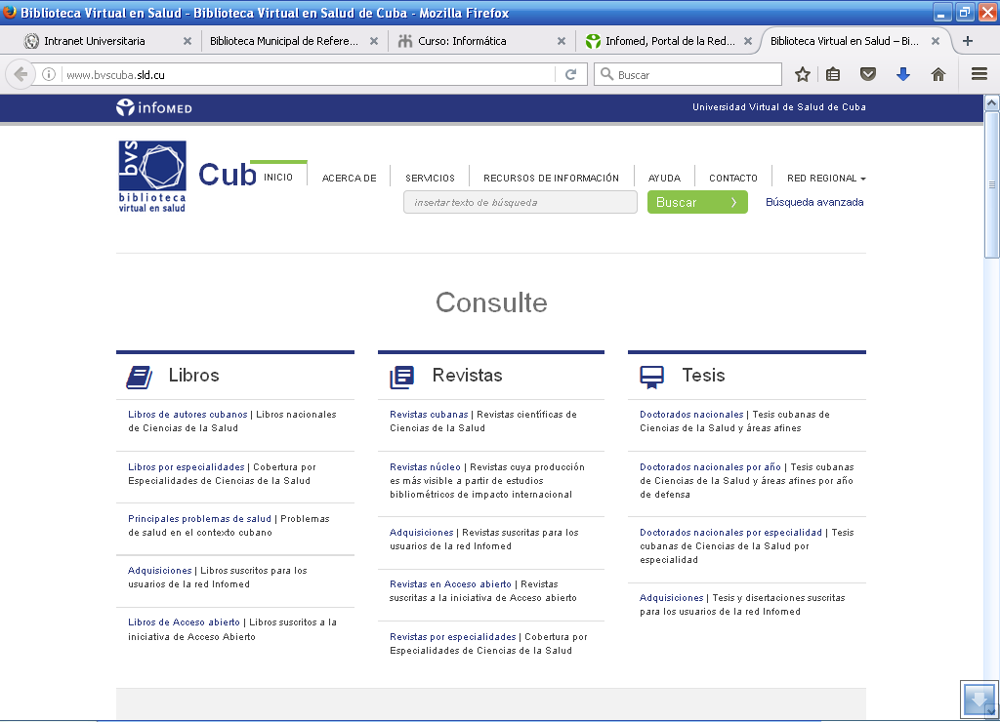 Biblioteca Virtual en Salud - Biblioteca Virtual en Salud de Cuba - Mozilla Firefox
Intranet Universitaria
Biblioteca Municipal de Refere...
Curso: Informática
Infomed, Portal de la Red...
Biblioteca Virtual en Salud – Bi...
www.bvscuba.sld.cu
Buscar
infomed
Universidad Virtual de Salud de Cuba
bvs
biblioteca
virtual en salud
Cub
INICIO
ACERCA DE
SERVICIOS
RECURSOS DE INFORMACIÓN
AYUDA
CONTACTO
RED REGIONAL
insertar texto de búsqueda
Buscar
Búsqueda avanzada
Consulte
Libros
Libros de autores cubanos | Libros nacionales
de Ciencias de la Salud
Libros por especialidades | Cobertura por
Especialidades de Ciencias de la Salud
Principales problemas de salud | Problemas
de salud en el contexto cubano
Adquisiciones | Libros suscritos para los
usuarios de la red Infomed
Libros de Acceso abierto | Libros suscritos a la
iniciativa de Acceso Abierto
Revistas
Revistas cubanas | Revistas científicas de
Ciencias de la Salud
Revistas núcleo | Revistas cuya producción
es más visible a partir de estudios
bibliométricos de impacto internacional
Adquisiciones | Revistas suscritas para los
usuarios de la red Infomed
Revistas en Acceso abierto | Revistas
suscritas a la iniciativa de Acceso abierto
Revistas por especialidades | Cobertura por
Especialidades de Ciencias de la Salud
Tesis
Doctorados nacionales | Tesis cubanas de
Ciencias de la Salud y áreas afines
Doctorados nacionales por año | Tesis cubanas
de Ciencias de la Salud y áreas afines por año
de defensa
Doctorados nacionales por especialidad | Tesis
cubanas de Ciencias de la Salud por
especialidad
Adquisiciones | Tesis y disertaciones suscritas
para los usuarios de la red Infomed